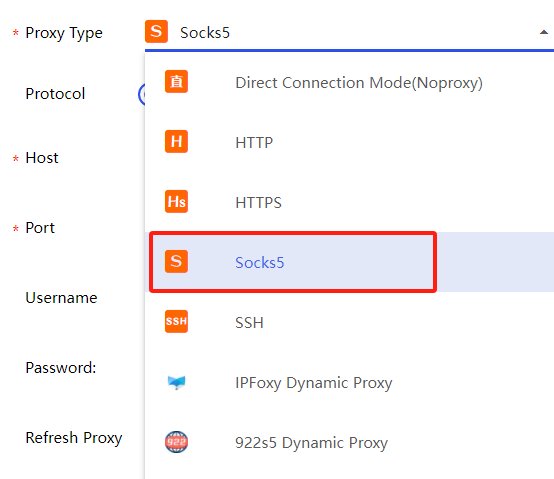 * Proxy Type S Socks5
直 Direct Connection Mode(Noproxy)
Protocol
H HTTP
* Host
Hs HTTPS
* Port
S Socks5
Username
SSH SSH
Password:
IPFoxy Dynamic Proxy
Refresh Proxy
922 922s5 Dynamic Proxy